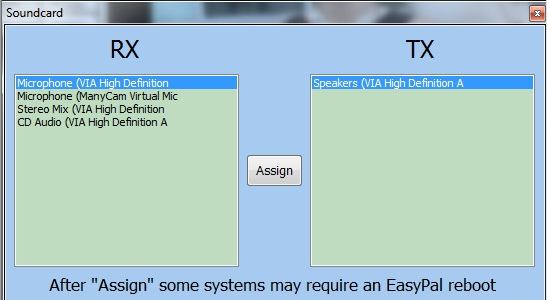 Soundcard
RX
TX
Microphone (VIA High Definition
Microphone (ManyCam Virtual Mic
Stereo Mix (VIA High Definition
CD Audio (VIA High Definition A
Speakers (VIA High Definition A
Assign
After "Assign" some systems may require an EasyPal reboot